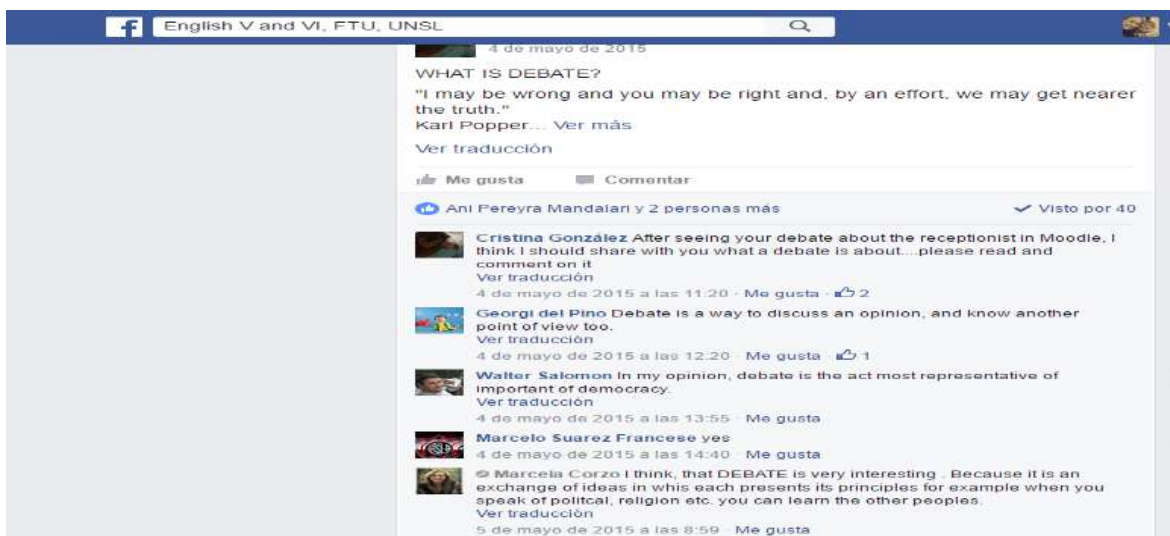 f English V and VI, FTU, UNSL
4 de mayo de 2015
WHAT IS DEBATE?
"I may be wrong and you may be right and, by an effort, we may get nearer
the truth."
Karl Popper... Ver más
Ver traducción
Me gusta Comentar
Ani Pereyra Mandalari y 2 personas más Visto por 40
Cristina González After seeing your debate about the receptionist in Moodle, I
think I should share with you what a debate is about....please read and
comment on it
Ver traducción
4 de mayo de 2015 a las 11:20 · Me gusta · 2
Georgi del Pino Debate is a way to discuss an opinion, and know another
point of view too.
Ver traducción
4 de mayo de 2015 a las 12:20 · Me gusta · 1
Walter Salomon In my opinion, debate is the act most representative of
important of democracy.
Ver traducción
4 de mayo de 2015 a las 13:55 · Me gusta
Marcelo Suarez Francese yes
4 de mayo de 2015 a las 14:40 · Me gusta
Marcela Corzo I think, that DEBATE is very interesting . Because it is an
exchange of ideas in whis each presents its principles for example when you
speak of politcal, religion etc. you can learn the other peoples.
Ver traducción
5 de mayo de 2015 a las 8:59 · Me gusta